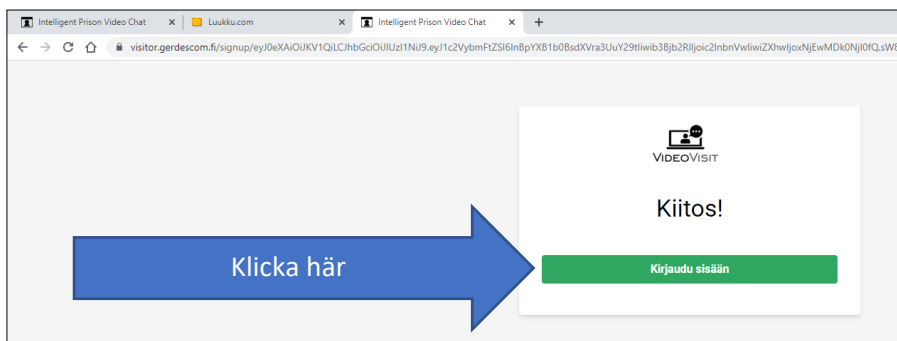 Intelligent Prison Video Chat
Luukku.com
Intelligent Prison Video Chat
VIDEOVISIT
Kiitos!
Klicka här
Kirjaudu sisään